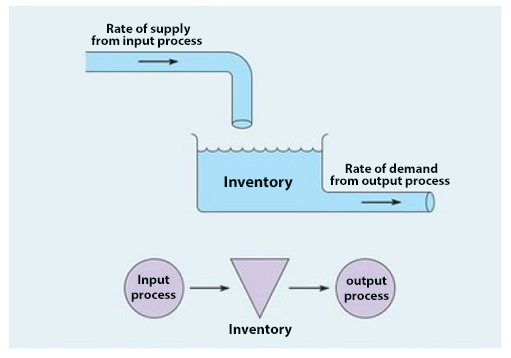 Rate of supply
from input process
Inventory
Rate of demand
from output process
Input
process
output
process
Inventory